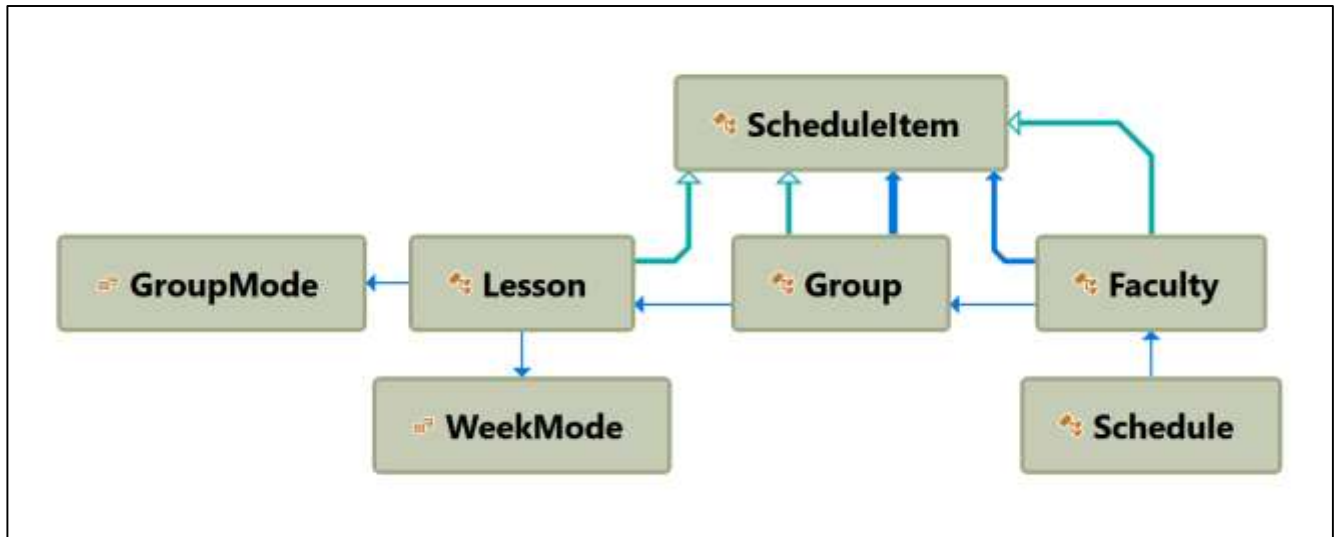 ScheduleItem
GroupMode
Lesson
Group
Faculty
WeekMode
Schedule